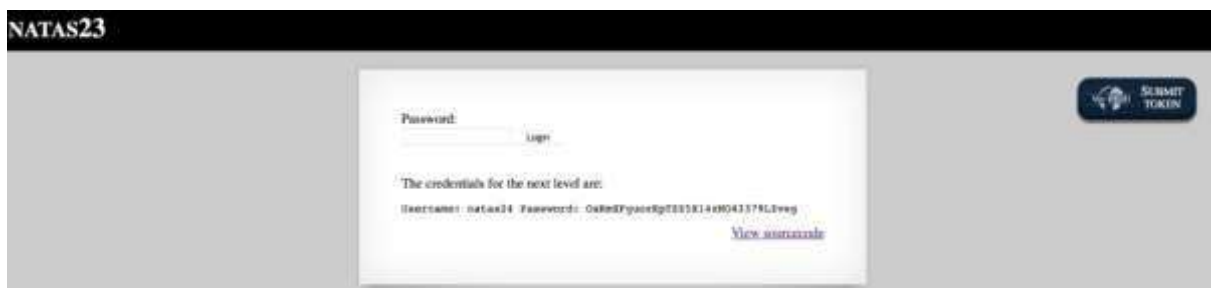 NATAS23
SUBMIT
TOKEN
Password:
Login
The credentials for the next level are:
Username: natas24 Password:
View sourcecode